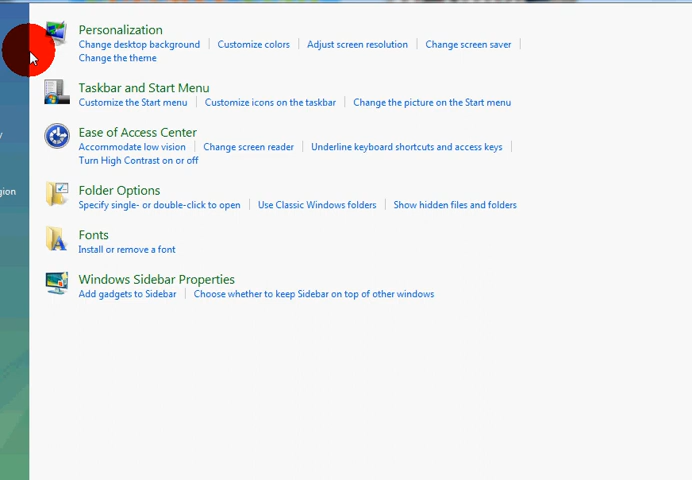 Personalization
Change desktop background | Customize colors | Adjust screen resolution | Change screen saver |
Change the theme
Taskbar and Start Menu
Customize the Start menu | Customize icons on the taskbar | Change the picture on the Start menu
Ease of Access Center
Accommodate low vision | Change screen reader | Underline keyboard shortcuts and access keys |
Turn High Contrast on or off
gion
Folder Options
Specify single- or double-click to open | Use Classic Windows folders | Show hidden files and folders
Fonts
Install or remove a font
Windows Sidebar Properties
Add gadgets to Sidebar | Choose whether to keep Sidebar on top of other windows